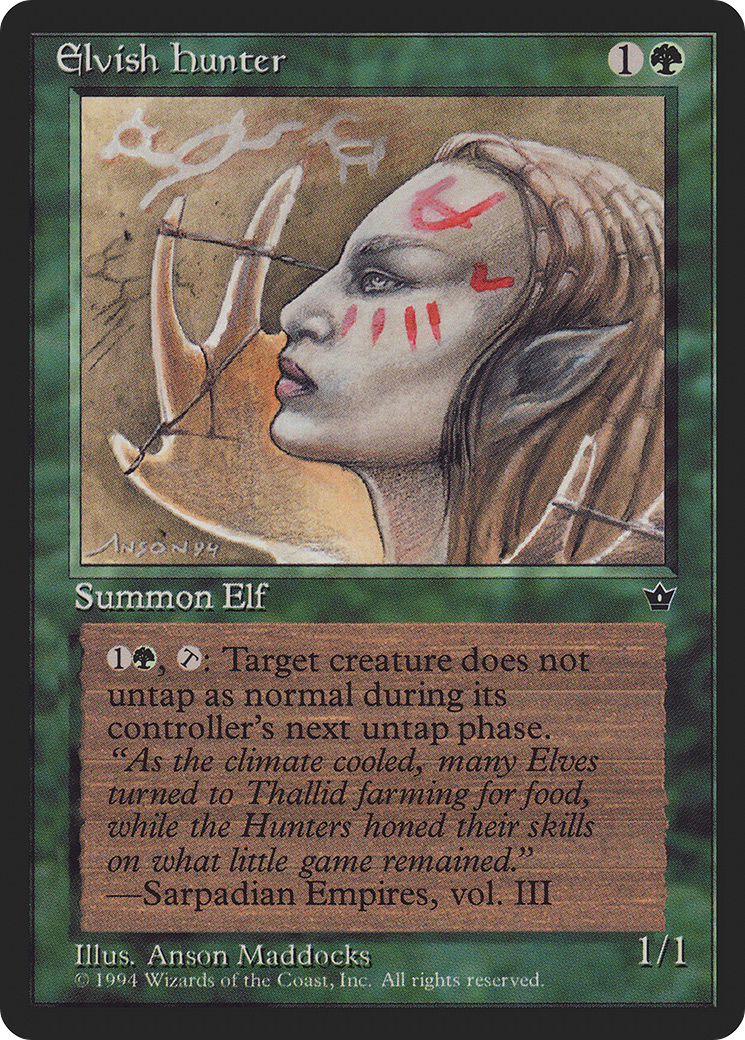 Elvish Hunter
1
ANSON 94
Summon Elf
1, T: Target creature does not
untap as normal during its
controller's next untap phase.
"As the climate cooled, many Elves
turned to Thallid farming for food,
while the Hunters honed their skills
on what little game remained."
—Sarpadian Empires, vol. III
Illus. Anson Maddocks
1/1
© 1994 Wizards of the Coast, Inc. All rights reserved.